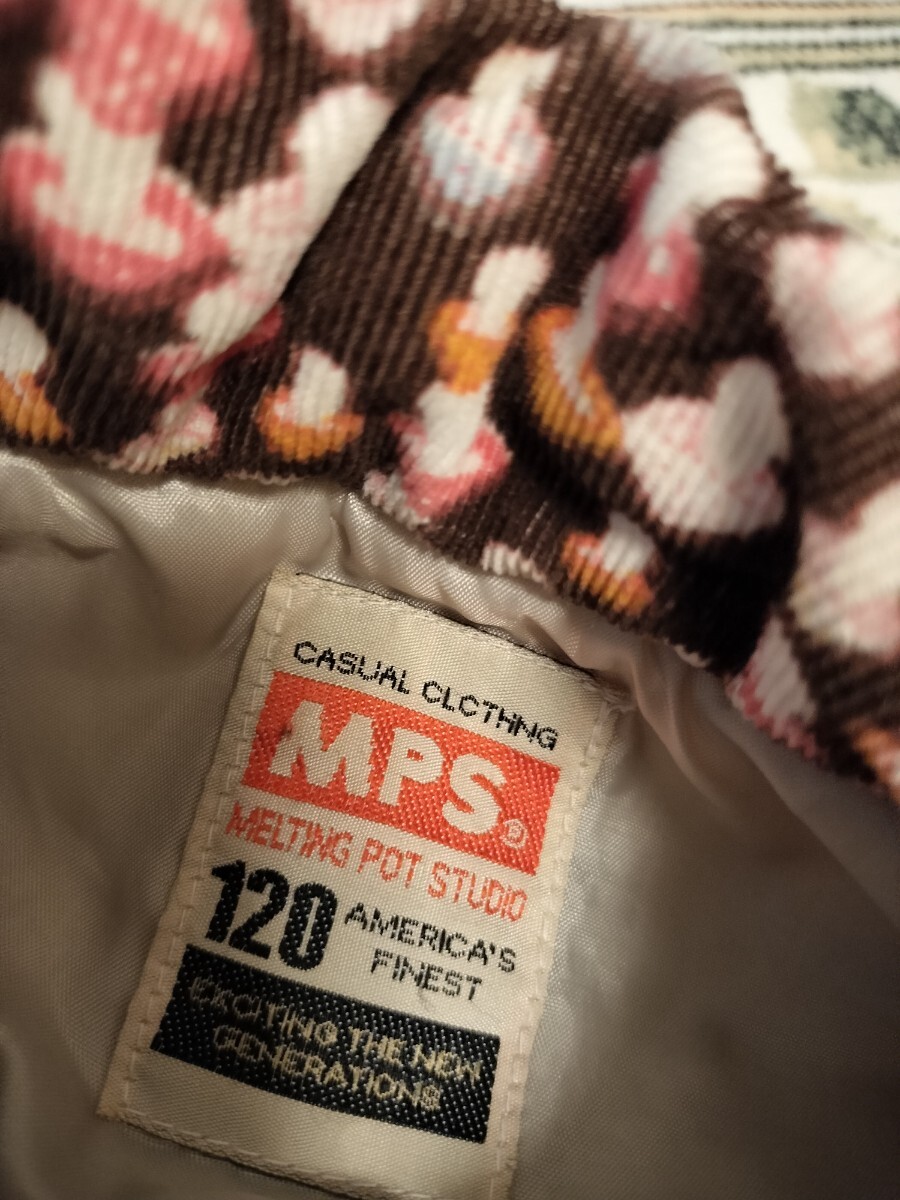 CASUAL CLOTHNG
MPS®
MELTING POT STUDIO
120 AMERICA'S
FINEST
EXCITING THE NEW
GENERATIONS